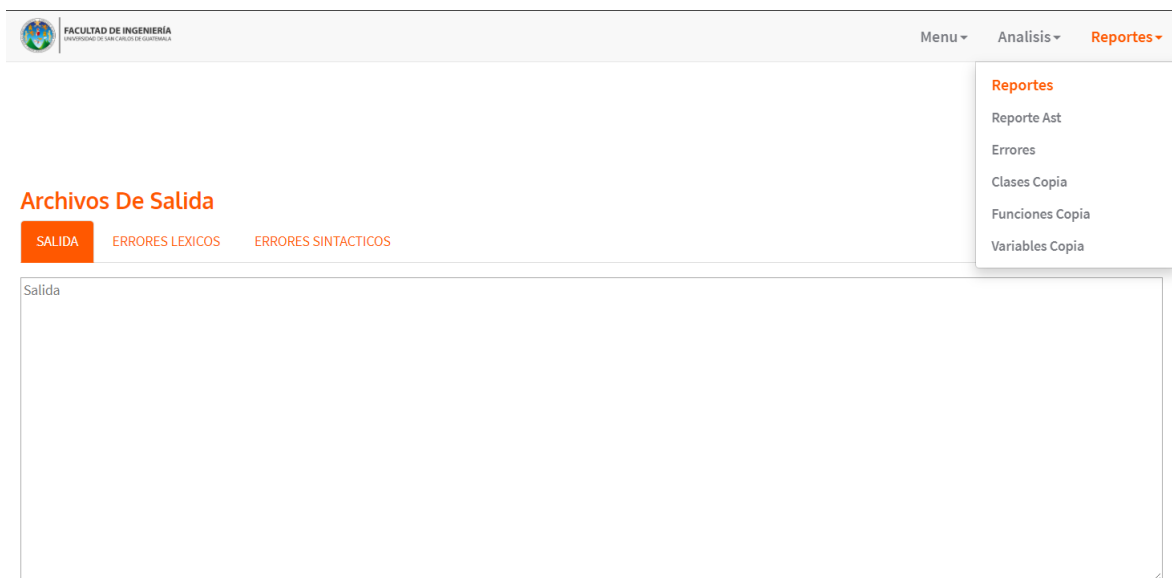 FACULTAD DE INGENIERÍA
UNIVERSIDAD DE SAN CARLOS DE GUATEMALA
Menu Analisis Reportes
Reportes
Reporte Ast
Errores
Clases Copia
Funciones Copia
Variables Copia
Archivos De Salida
SALIDA ERRORES LEXICOS ERRORES SINTACTICOS
Salida